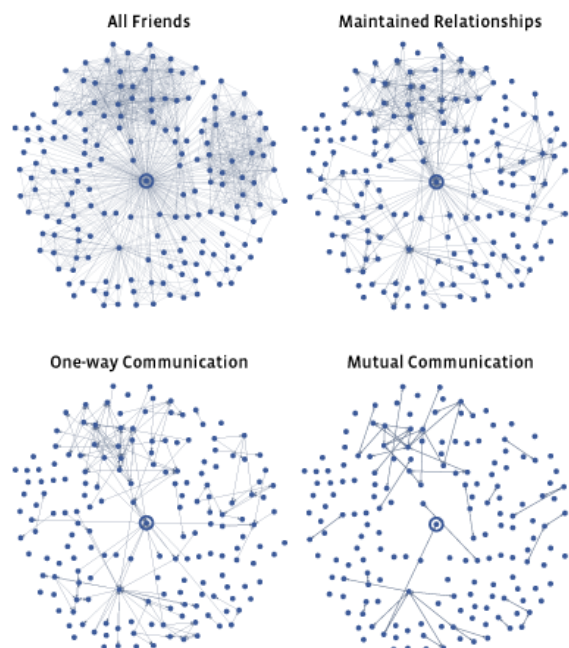 All Friends
Maintained Relationships
One-way Communication
Mutual Communication